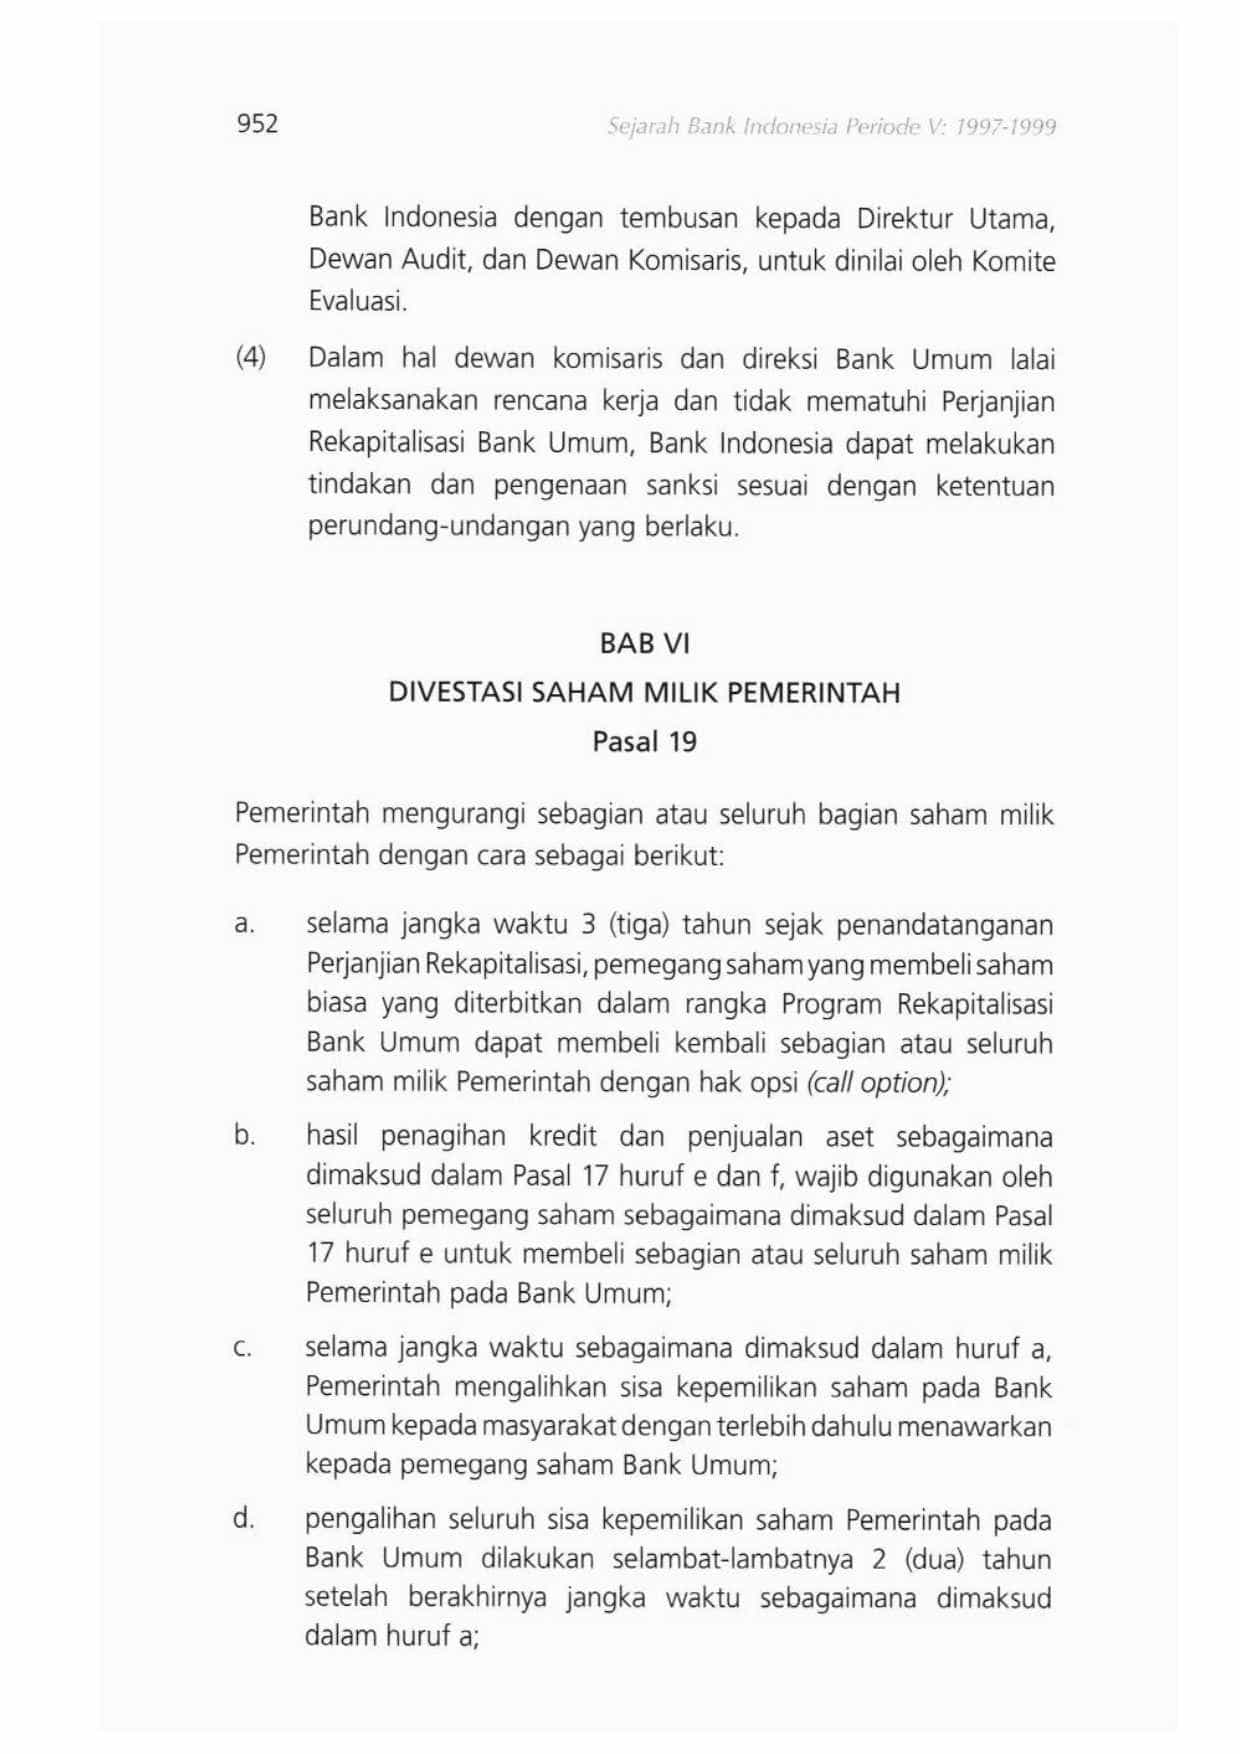 952
Sejarah Bank Indonesia Periode V: 1997-1999
Bank Indonesia dengan tembusan kepada Direktur Utama,
Dewan Audit, dan Dewan Komisaris, untuk dinilai oleh Komite
Evaluasi.
(4) Dalam hal dewan komisaris dan direksi Bank Umum lalai
melaksanakan rencana kerja dan tidak mematuhi Perjanjian
Rekapitalisasi Bank Umum, Bank Indonesia dapat melakukan
tindakan dan pengenaan sanksi sesuai dengan ketentuan
perundang-undangan yang berlaku.
BAB VI
DIVESTASI SAHAM MILIK PEMERINTAH
Pasal 19
Pemerintah mengurangi sebagian atau seluruh bagian saham milik
Pemerintah dengan cara sebagai berikut:
a. selama jangka waktu 3 (tiga) tahun sejak penandatanganan
Perjanjian Rekapitalisasi, pemegang saham yang membeli saham
biasa yang diterbitkan dalam rangka Program Rekapitalisasi
Bank Umum dapat membeli kembali sebagian atau seluruh
saham milik Pemerintah dengan hak opsi (call option);
b. hasil penagihan kredit dan penjualan aset sebagaimana
dimaksud dalam Pasal 17 huruf e dan f, wajib digunakan oleh
seluruh pemegang saham sebagaimana dimaksud dalam Pasal
17 huruf e untuk membeli sebagian atau seluruh saham milik
Pemerintah pada Bank Umum;
c. selama jangka waktu sebagaimana dimaksud dalam huruf a,
Pemerintah mengalihkan sisa kepemilikan saham pada Bank
Umum kepada masyarakat dengan terlebih dahulu menawarkan
kepada pemegang saham Bank Umum;
d. pengalihan seluruh sisa kepemilikan saham Pemerintah pada
Bank Umum dilakukan selambat-lambatnya 2 (dua) tahun
setelah berakhirnya jangka waktu sebagaimana dimaksud
dalam huruf a;